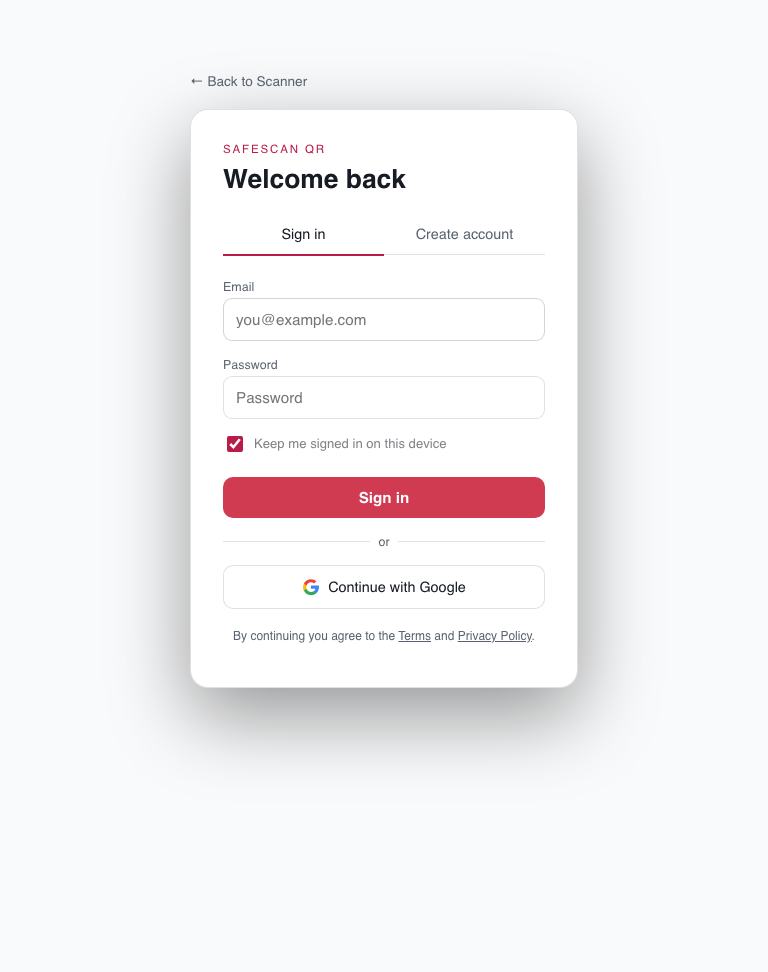 ← Back to Scanner
SAFESCAN QR
Welcome back
Sign in Create account
Email
you@example.com
Password
Password
Keep me signed in on this device
Sign in
or
Continue with Google
By continuing you agree to the Terms and Privacy Policy.